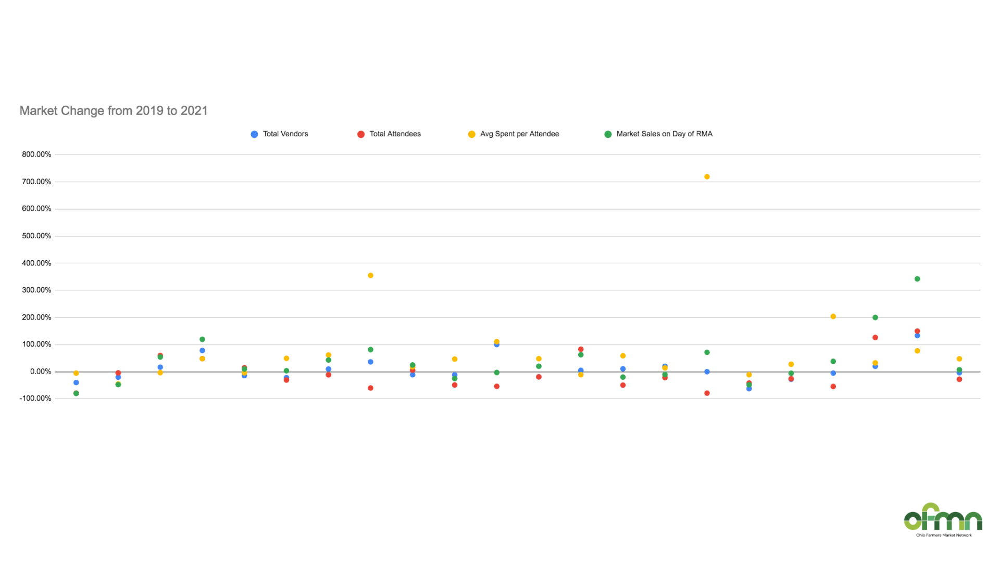 Market Change from 2019 to 2021
Total Vendors Total Attendees Avg Spent per Attendee Market Sales on Day of RMA
800.00%
700.00%
600.00%
500.00%
400.00%
300.00%
200.00%
100.00%
0.00%
-100.00%
ofmn
Ohio Farmers Market Network